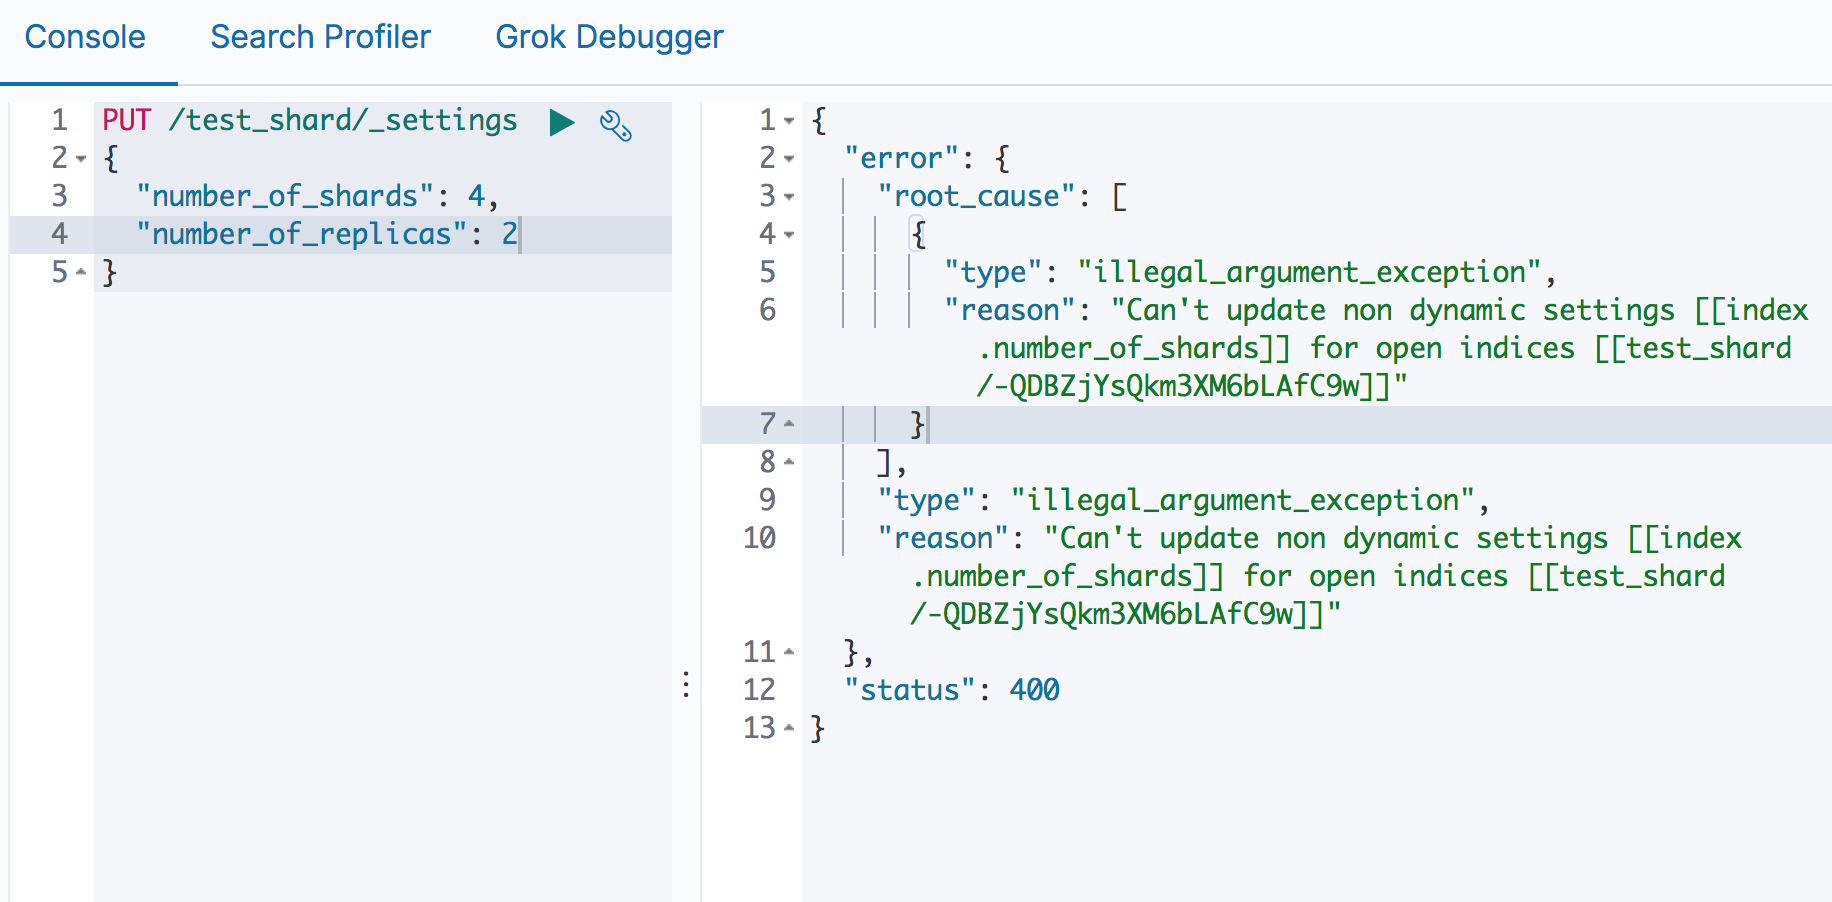 Console Search Profiler Grok Debugger
1 PUT /test_shard/_settings
2 {
3 "number_of_shards": 4,
4 "number_of_replicas": 2
5 }
1 {
2 "error": {
3 "root_cause": [
4 {
5 "type": "illegal_argument_exception",
6 "reason": "Can't update non dynamic settings [[index
.number_of_shards]] for open indices [[test_shard
/-QDBZjYsQkm3XM6bLAfC9w]]"
7 }
8 ],
9 "type": "illegal_argument_exception",
10 "reason": "Can't update non dynamic settings [[index
.number_of_shards]] for open indices [[test_shard
/-QDBZjYsQkm3XM6bLAfC9w]]"
11 },
12 "status": 400
13 }